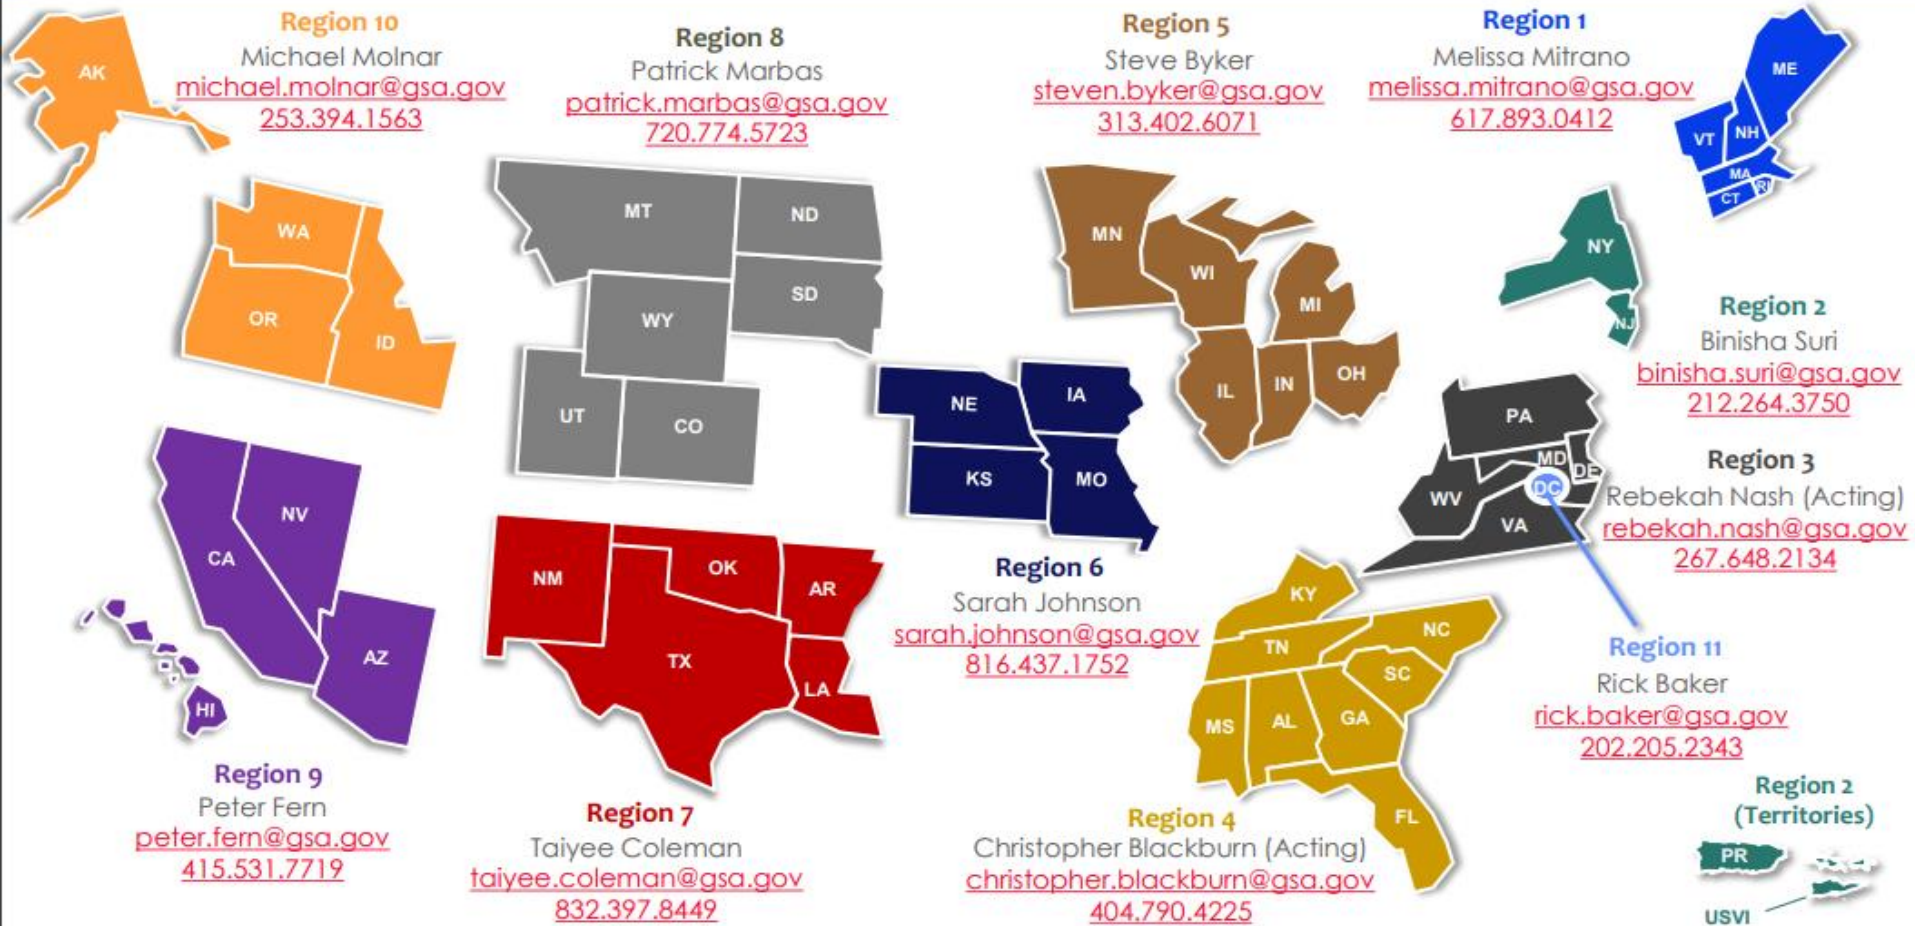 Region 10
Michael Molnar
michael.molnar@gsa.gov
253.394.1563
AK
WA
OR
ID
Region 8
Patrick Marbas
patrick.marbas@gsa.gov
720.774.5723
MT
ND
SD
WY
UT
CO
Region 5
Steve Byker
steven.byker@gsa.gov
313.402.6071
MN
WI
MI
IL
IN
OH
Region 1
Melissa Mitrano
melissa.mitrano@gsa.gov
617.893.0412
ME
VT
NH
MA
CT
RI
NY
NJ
Region 2
Binisha Suri
binisha.suri@gsa.gov
212.264.3750
PA
MD
DE
DC
WV
VA
Region 3
Rebekah Nash (Acting)
rebekah.nash@gsa.gov
267.648.2134
NE
IA
KS
MO
Region 6
Sarah Johnson
sarah.johnson@gsa.gov
816.437.1752
NV
CA
AZ
HI
Region 9
Peter Fern
peter.fern@gsa.gov
415.531.7719
NM
OK
AR
TX
LA
Region 7
Taiyee Coleman
taiyee.coleman@gsa.gov
832.397.8449
KY
TN
NC
SC
MS
AL
GA
FL
Region 4
Christopher Blackburn (Acting)
christopher.blackburn@gsa.gov
404.790.4225
Region 11
Rick Baker
rick.baker@gsa.gov
202.205.2343
Region 2
(Territories)
PR
USVI